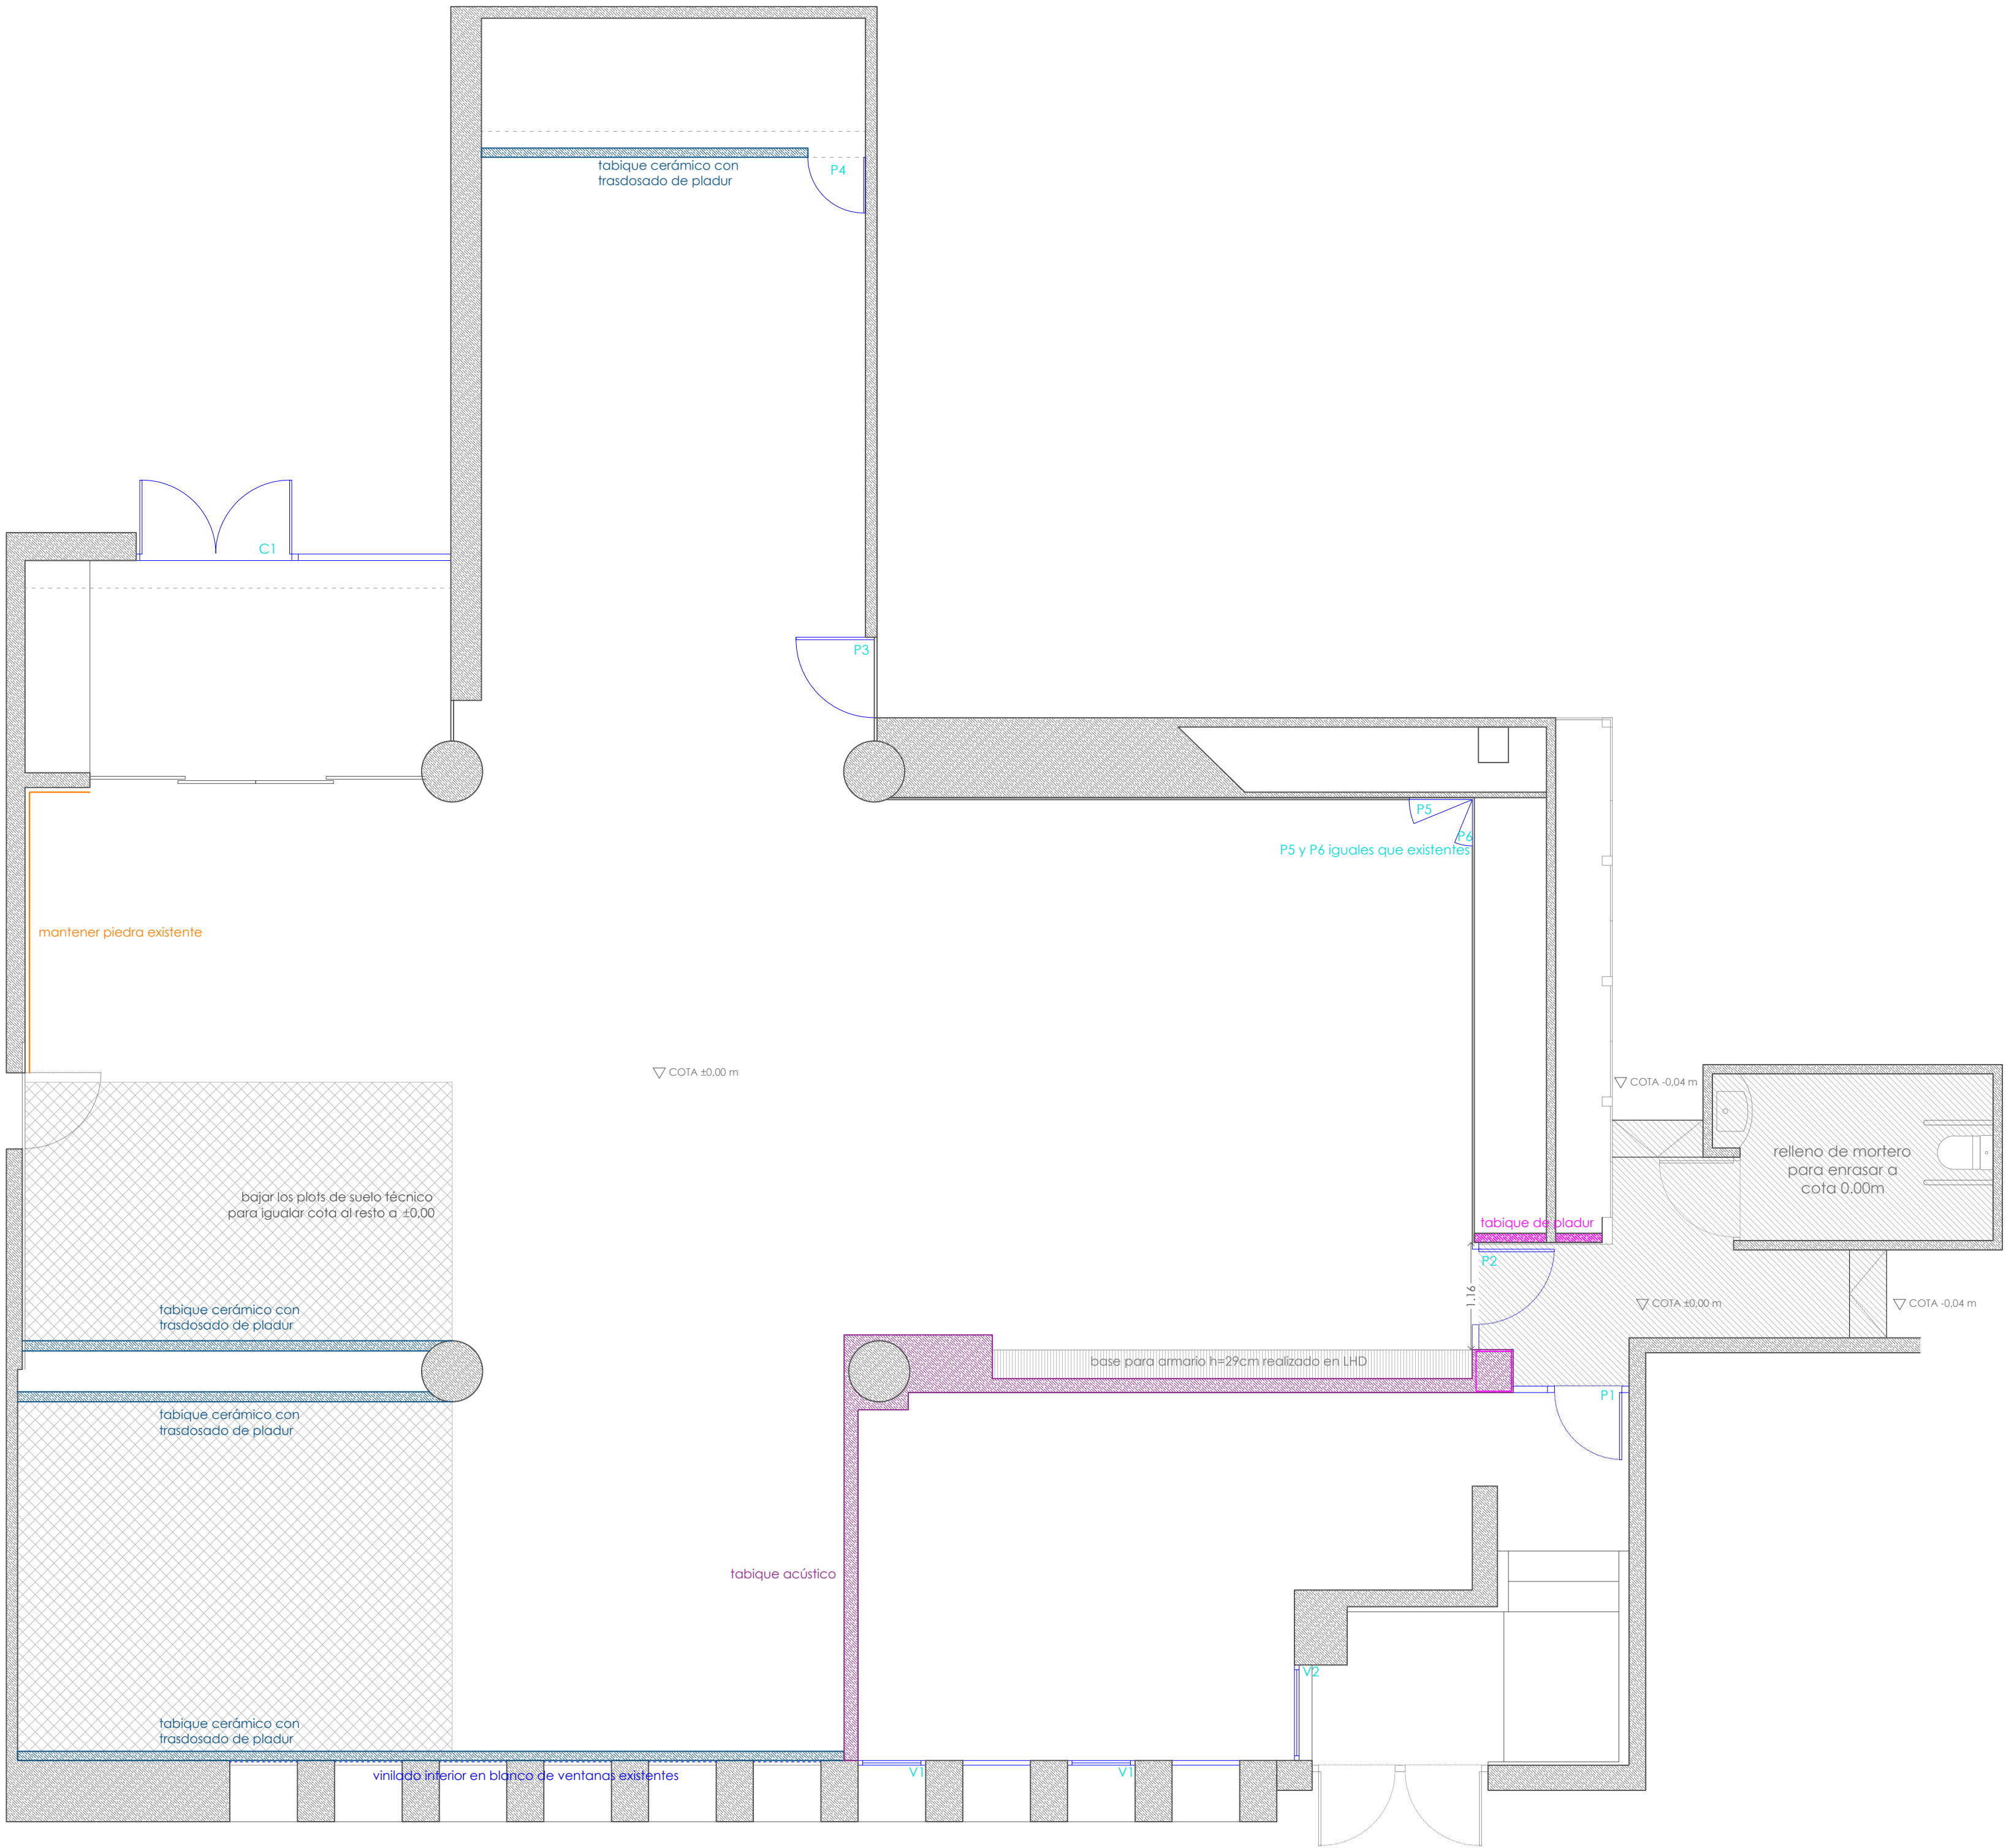 tabique cerámico con
trasdosado de pladur
P4
C1
P3
P5
P6
P5 y P6 iguales que existentes
mantener piedra existente
COTA ±0,00 m
COTA -0,04 m
relleno de mortero
para enrasar a
cota 0.00m
bajar los plots de suelo técnico
para igualar cota al resto a ±0,00
tabique de pladur
P2
1.16
COTA ±0,00 m
COTA -0,04 m
tabique cerámico con
trasdosado de pladur
base para armario h=29cm realizado en LHD
P1
tabique cerámico con
trasdosado de pladur
tabique acústico
V2
tabique cerámico con
trasdosado de pladur
vinilado interior en blanco de ventanas existentes
V1
V1